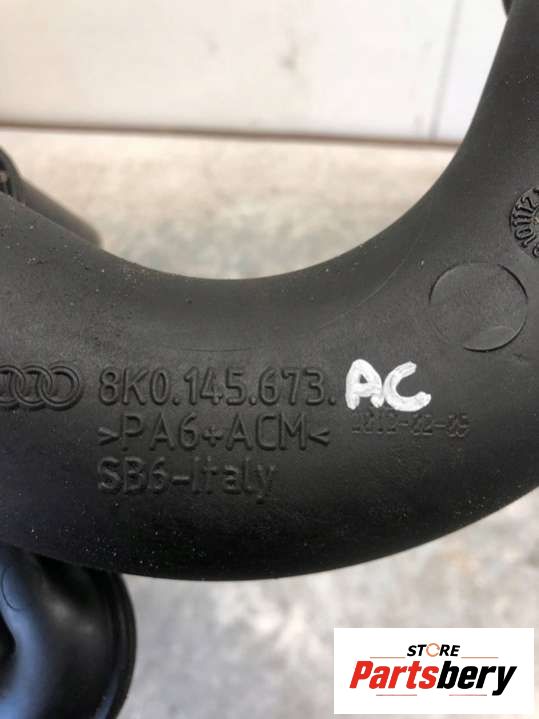 8K0.145.673.AC
>PA6+ACM<
SB6-Italy
STORE
Partsbery